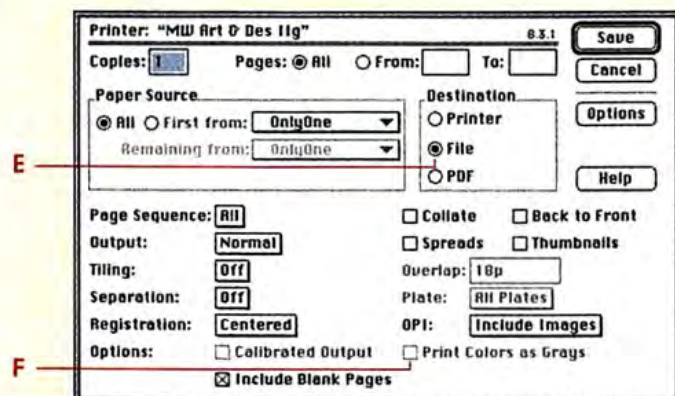 Printer: “MW Art & Des IIg” 8.3.1
Save
Copies: 1 Pages: All From: To:
Cancel
Paper Source
Destination
Options
All First from: OnlyOne
Printer
Remaining from: OnlyOne
E
File
PDF
Help
Page Sequence: All
Collate Back to Front
Output: Normal
Spreads Thumbnails
Tiling: Off
Overlap: 18p
Separation: Off
Plate: All Plates
Registration: Centered
OPI: Include Images
Options: Calibrated Output
Print Colors as Grays
F
Include Blank Pages